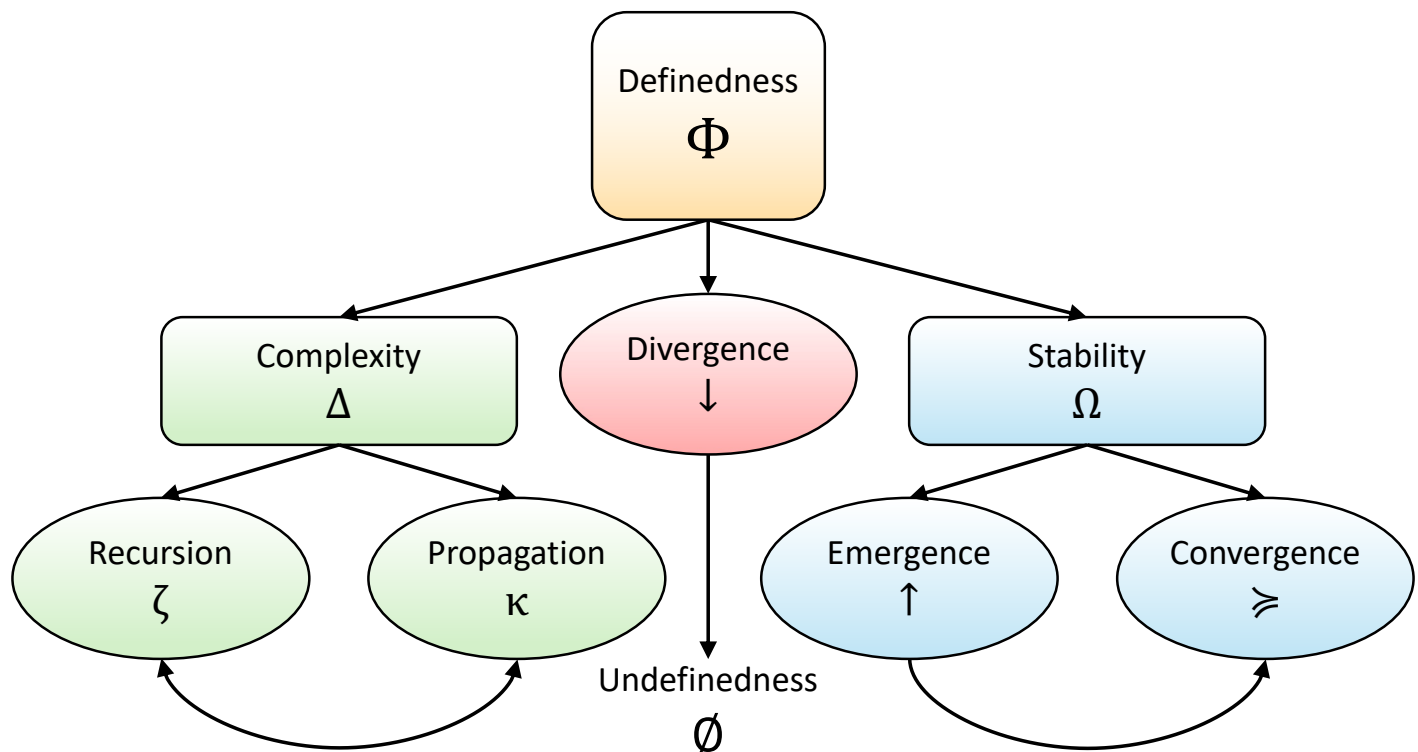 Definedness
Φ
Complexity
Δ
Divergence
↓
Stability
Ω
Recursion
ζ
Propagation
κ
Emergence
↑
Convergence
≽
Undefinedness
∅